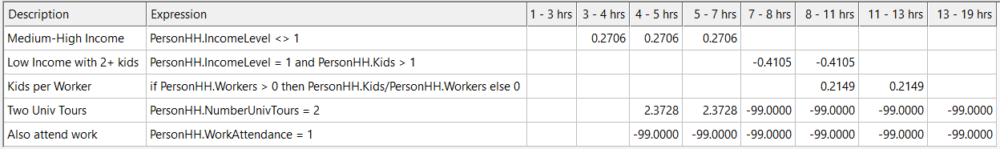 Description Expression 1 - 3 hrs 3 - 4 hrs 4 - 5 hrs 5 - 7 hrs 7 - 8 hrs 8 - 11 hrs 11 - 13 hrs 13 - 19 hrs
Medium-High Income PersonHH.IncomeLevel <> 1 0.2706 0.2706 0.2706
Low Income with 2+ kids PersonHH.IncomeLevel = 1 and PersonHH.Kids > 1 -0.4105 -0.4105
Kids per Worker if PersonHH.Workers > 0 then PersonHH.Kids/PersonHH.Workers else 0 0.2149 0.2149
Two Univ Tours PersonHH.NumberUnivTours = 2 2.3728 2.3728 -99.0000 -99.0000 -99.0000 -99.0000
Also attend work PersonHH.WorkAttendance = 1 -99.0000 -99.0000 -99.0000 -99.0000 -99.0000 -99.0000